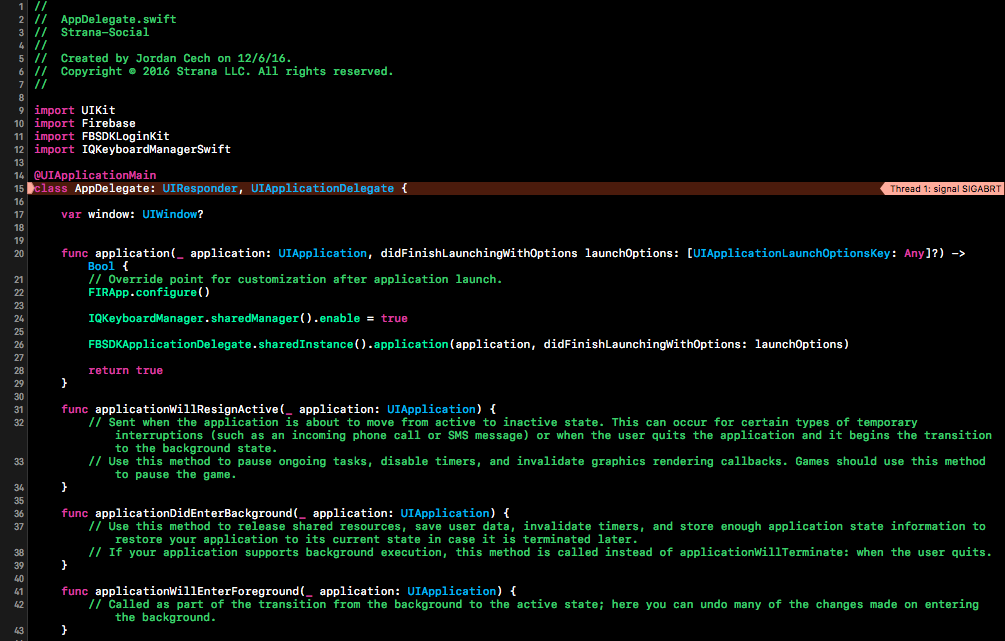 1 //
2 //  AppDelegate.swift
3 //  Strana-Social
4 //
5 //  Created by Jordan Cech on 12/6/16.
6 //  Copyright © 2016 Strana LLC. All rights reserved.
7 //
8
9 import UIKit
10 import Firebase
11 import FBSDKLoginKit
12 import IQKeyboardManagerSwift
13
14 @UIApplicationMain
15 class AppDelegate: UIResponder, UIApplicationDelegate { Thread 1: signal SIGABRT
16
17     var window: UIWindow?
18
19
20     func application(_ application: UIApplication, didFinishLaunchingWithOptions launchOptions: [UIApplicationLaunchOptionsKey: Any]?) ->
        Bool {
21         // Override point for customization after application launch.
22         FIRApp.configure()
23
24         IQKeyboardManager.sharedManager().enable = true
25
26         FBSDKApplicationDelegate.sharedInstance().application(application, didFinishLaunchingWithOptions: launchOptions)
27
28         return true
29     }
30
31     func applicationWillResignActive(_ application: UIApplication) {
32         // Sent when the application is about to move from active to inactive state. This can occur for certain types of temporary
            interruptions (such as an incoming phone call or SMS message) or when the user quits the application and it begins the transition
            to the background state.
33         // Use this method to pause ongoing tasks, disable timers, and invalidate graphics rendering callbacks. Games should use this method
            to pause the game.
34     }
35
36     func applicationDidEnterBackground(_ application: UIApplication) {
37         // Use this method to release shared resources, save user data, invalidate timers, and store enough application state information to
            restore your application to its current state in case it is terminated later.
38         // If your application supports background execution, this method is called instead of applicationWillTerminate: when the user quits.
39     }
40
41     func applicationWillEnterForeground(_ application: UIApplication) {
42         // Called as part of the transition from the background to the active state; here you can undo many of the changes made on entering
            the background.
43     }